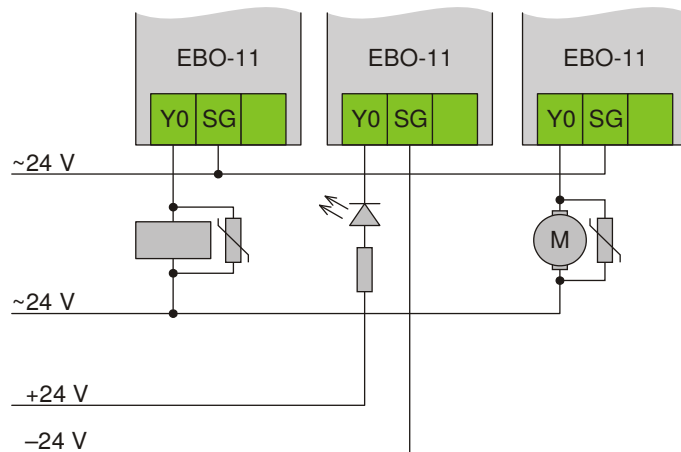 EBO-11 EBO-11 EBO-11
Y0 SG Y0 SG Y0 SG
~24 V
M
~24 V
+24 V
–24 V